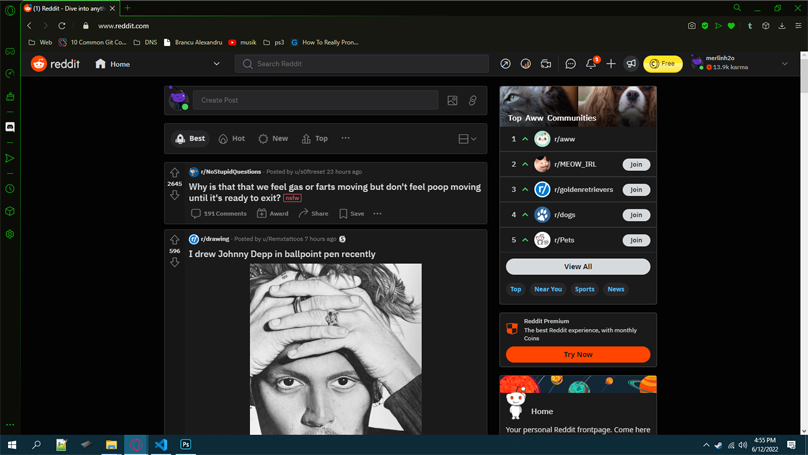 (1) Reddit - Dive into anyth
www.reddit.com
Web
10 Common Git Co...
DNS
Brancu Alexandru
musik
ps3
How To Really Pron...
reddit
Home
Search Reddit
1
Free
merlinh2o
13.9k karma
Create Post
Best
Hot
New
Top
2645
r/NoStupidQuestions · Posted by u/s0ftreset 23 hours ago
Why is that that we feel gas or farts moving but don't feel poop moving
until it's ready to exit? nsfw
191 Comments
Award
Share
Save
596
r/drawing · Posted by u/Remxtattoos 7 hours ago
I drew Johnny Depp in ballpoint pen recently
Top Aww Communities
1 r/aww
2 r/MEOW_IRL Join
3 r/goldenretrievers Join
4 r/dogs Join
5 r/Pets Join
View All
Top
Near You
Sports
News
Reddit Premium
The best Reddit experience, with monthly
Coins
Try Now
Home
Your personal Reddit frontpage. Come here
Ps
4:55 PM
6/12/2022